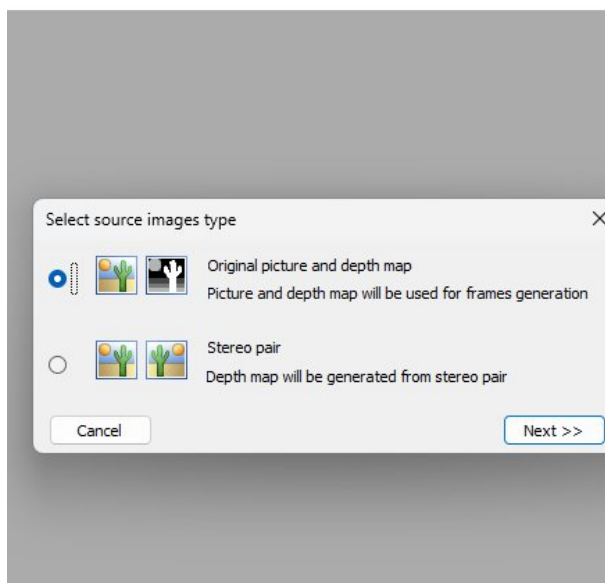 Select source images type
Original picture and depth map
Picture and depth map will be used for frames generation
Stereo pair
Depth map will be generated from stereo pair
Cancel
Next >>